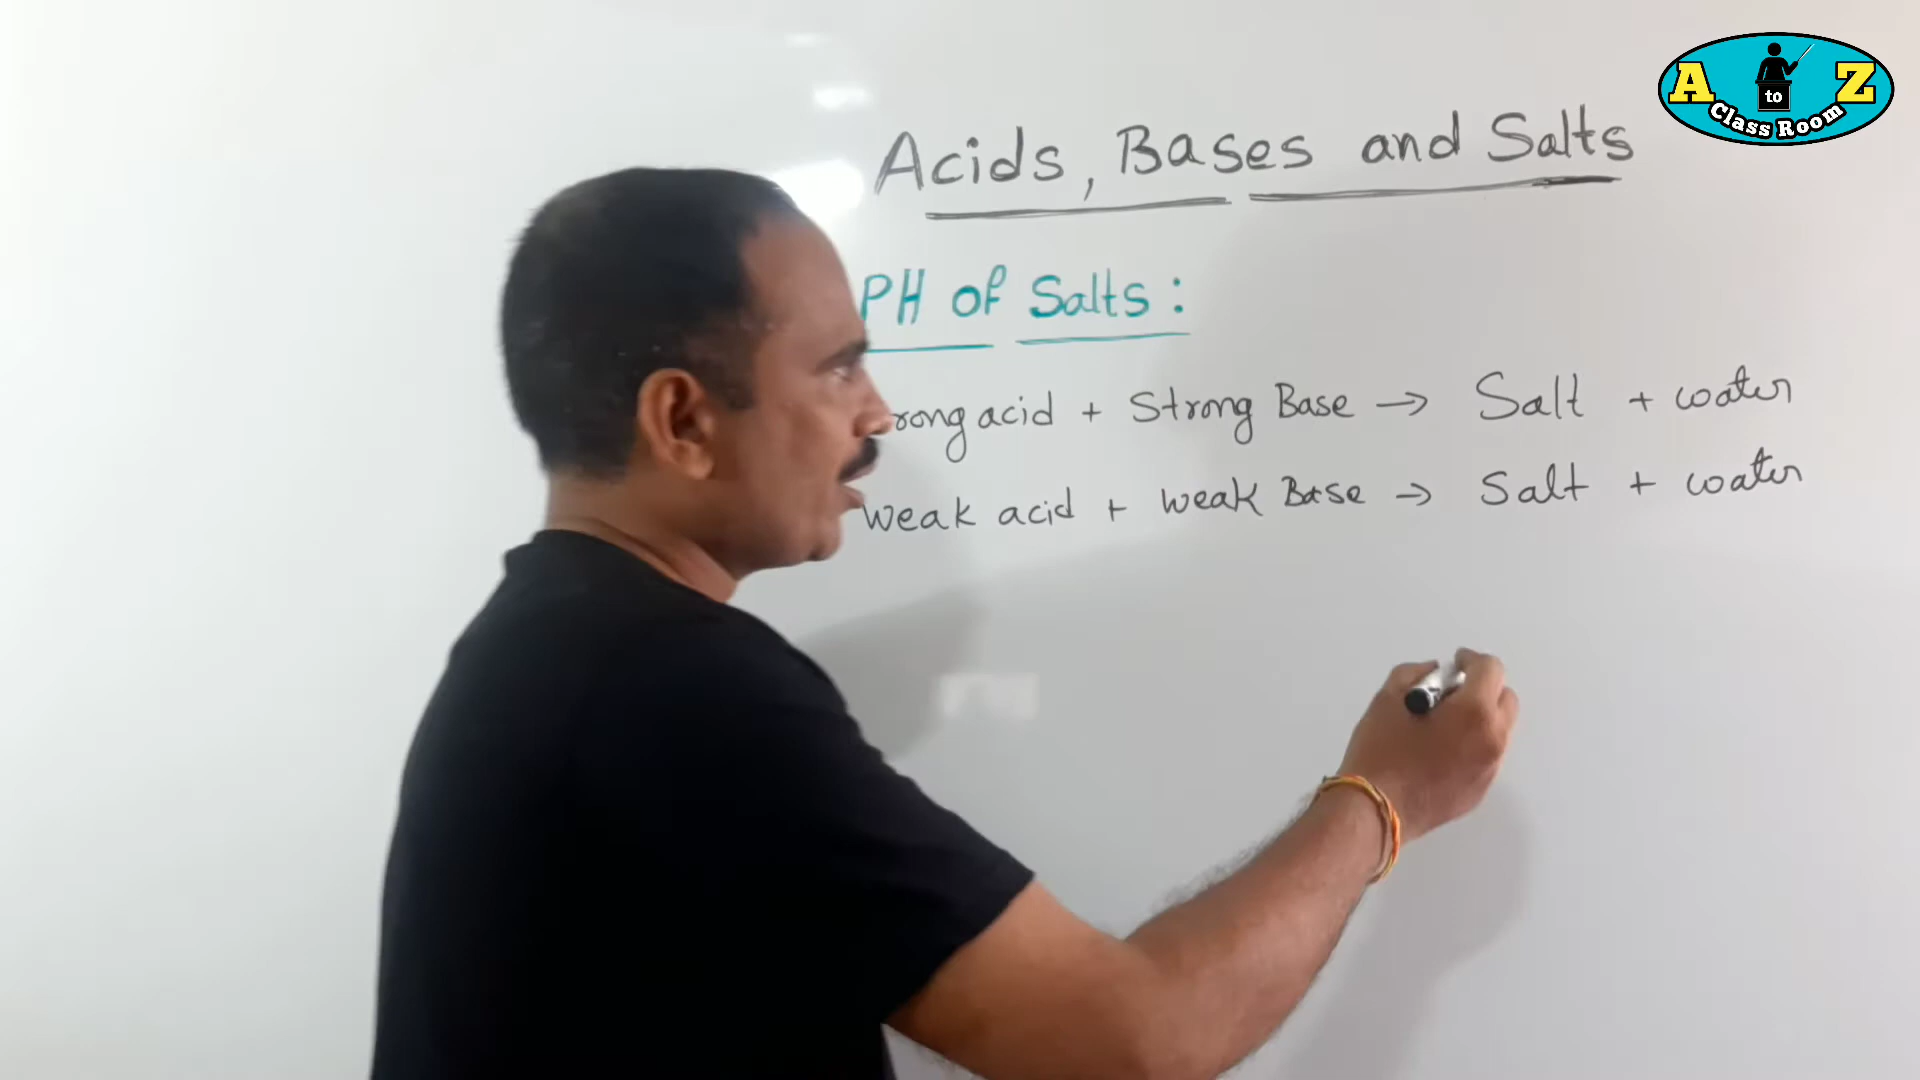 A to Z
Class Room
Acids, Bases and Salts
PH of Salts :
rong acid + Strong Base → Salt + water
weak acid + weak Base → Salt + water